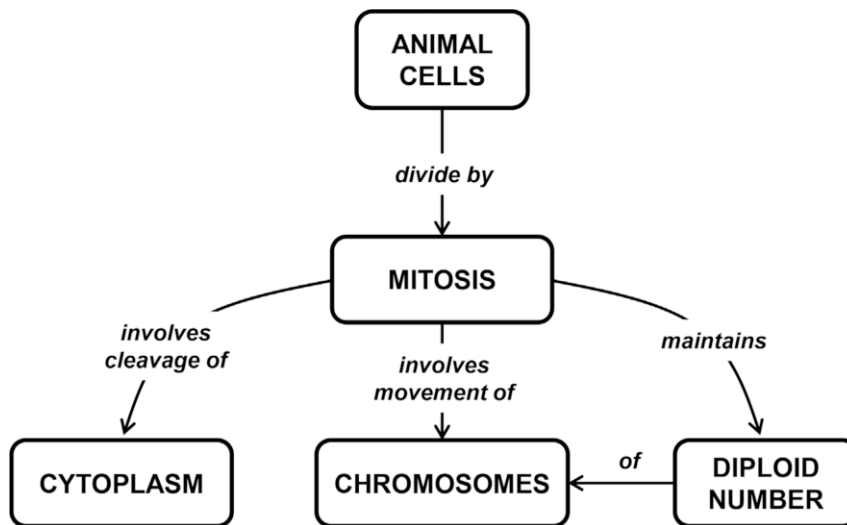 ANIMAL
CELLS
divide by
MITOSIS
involves
cleavage of
involves
movement of
maintains
CYTOPLASM
CHROMOSOMES
of
DIPLOID
NUMBER